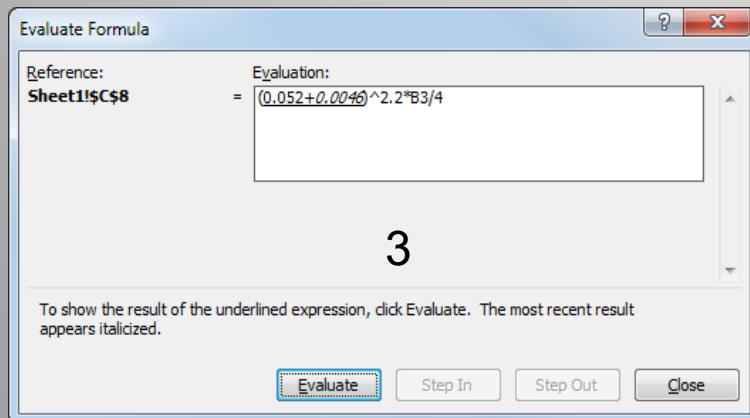 Evaluate Formula
Reference: Evaluation:
Sheet1!$C$8 = (0.052+0.0046)^2.2*B3/4
3
To show the result of the underlined expression, click Evaluate. The most recent result
appears italicized.
Evaluate Step In Step Out Close